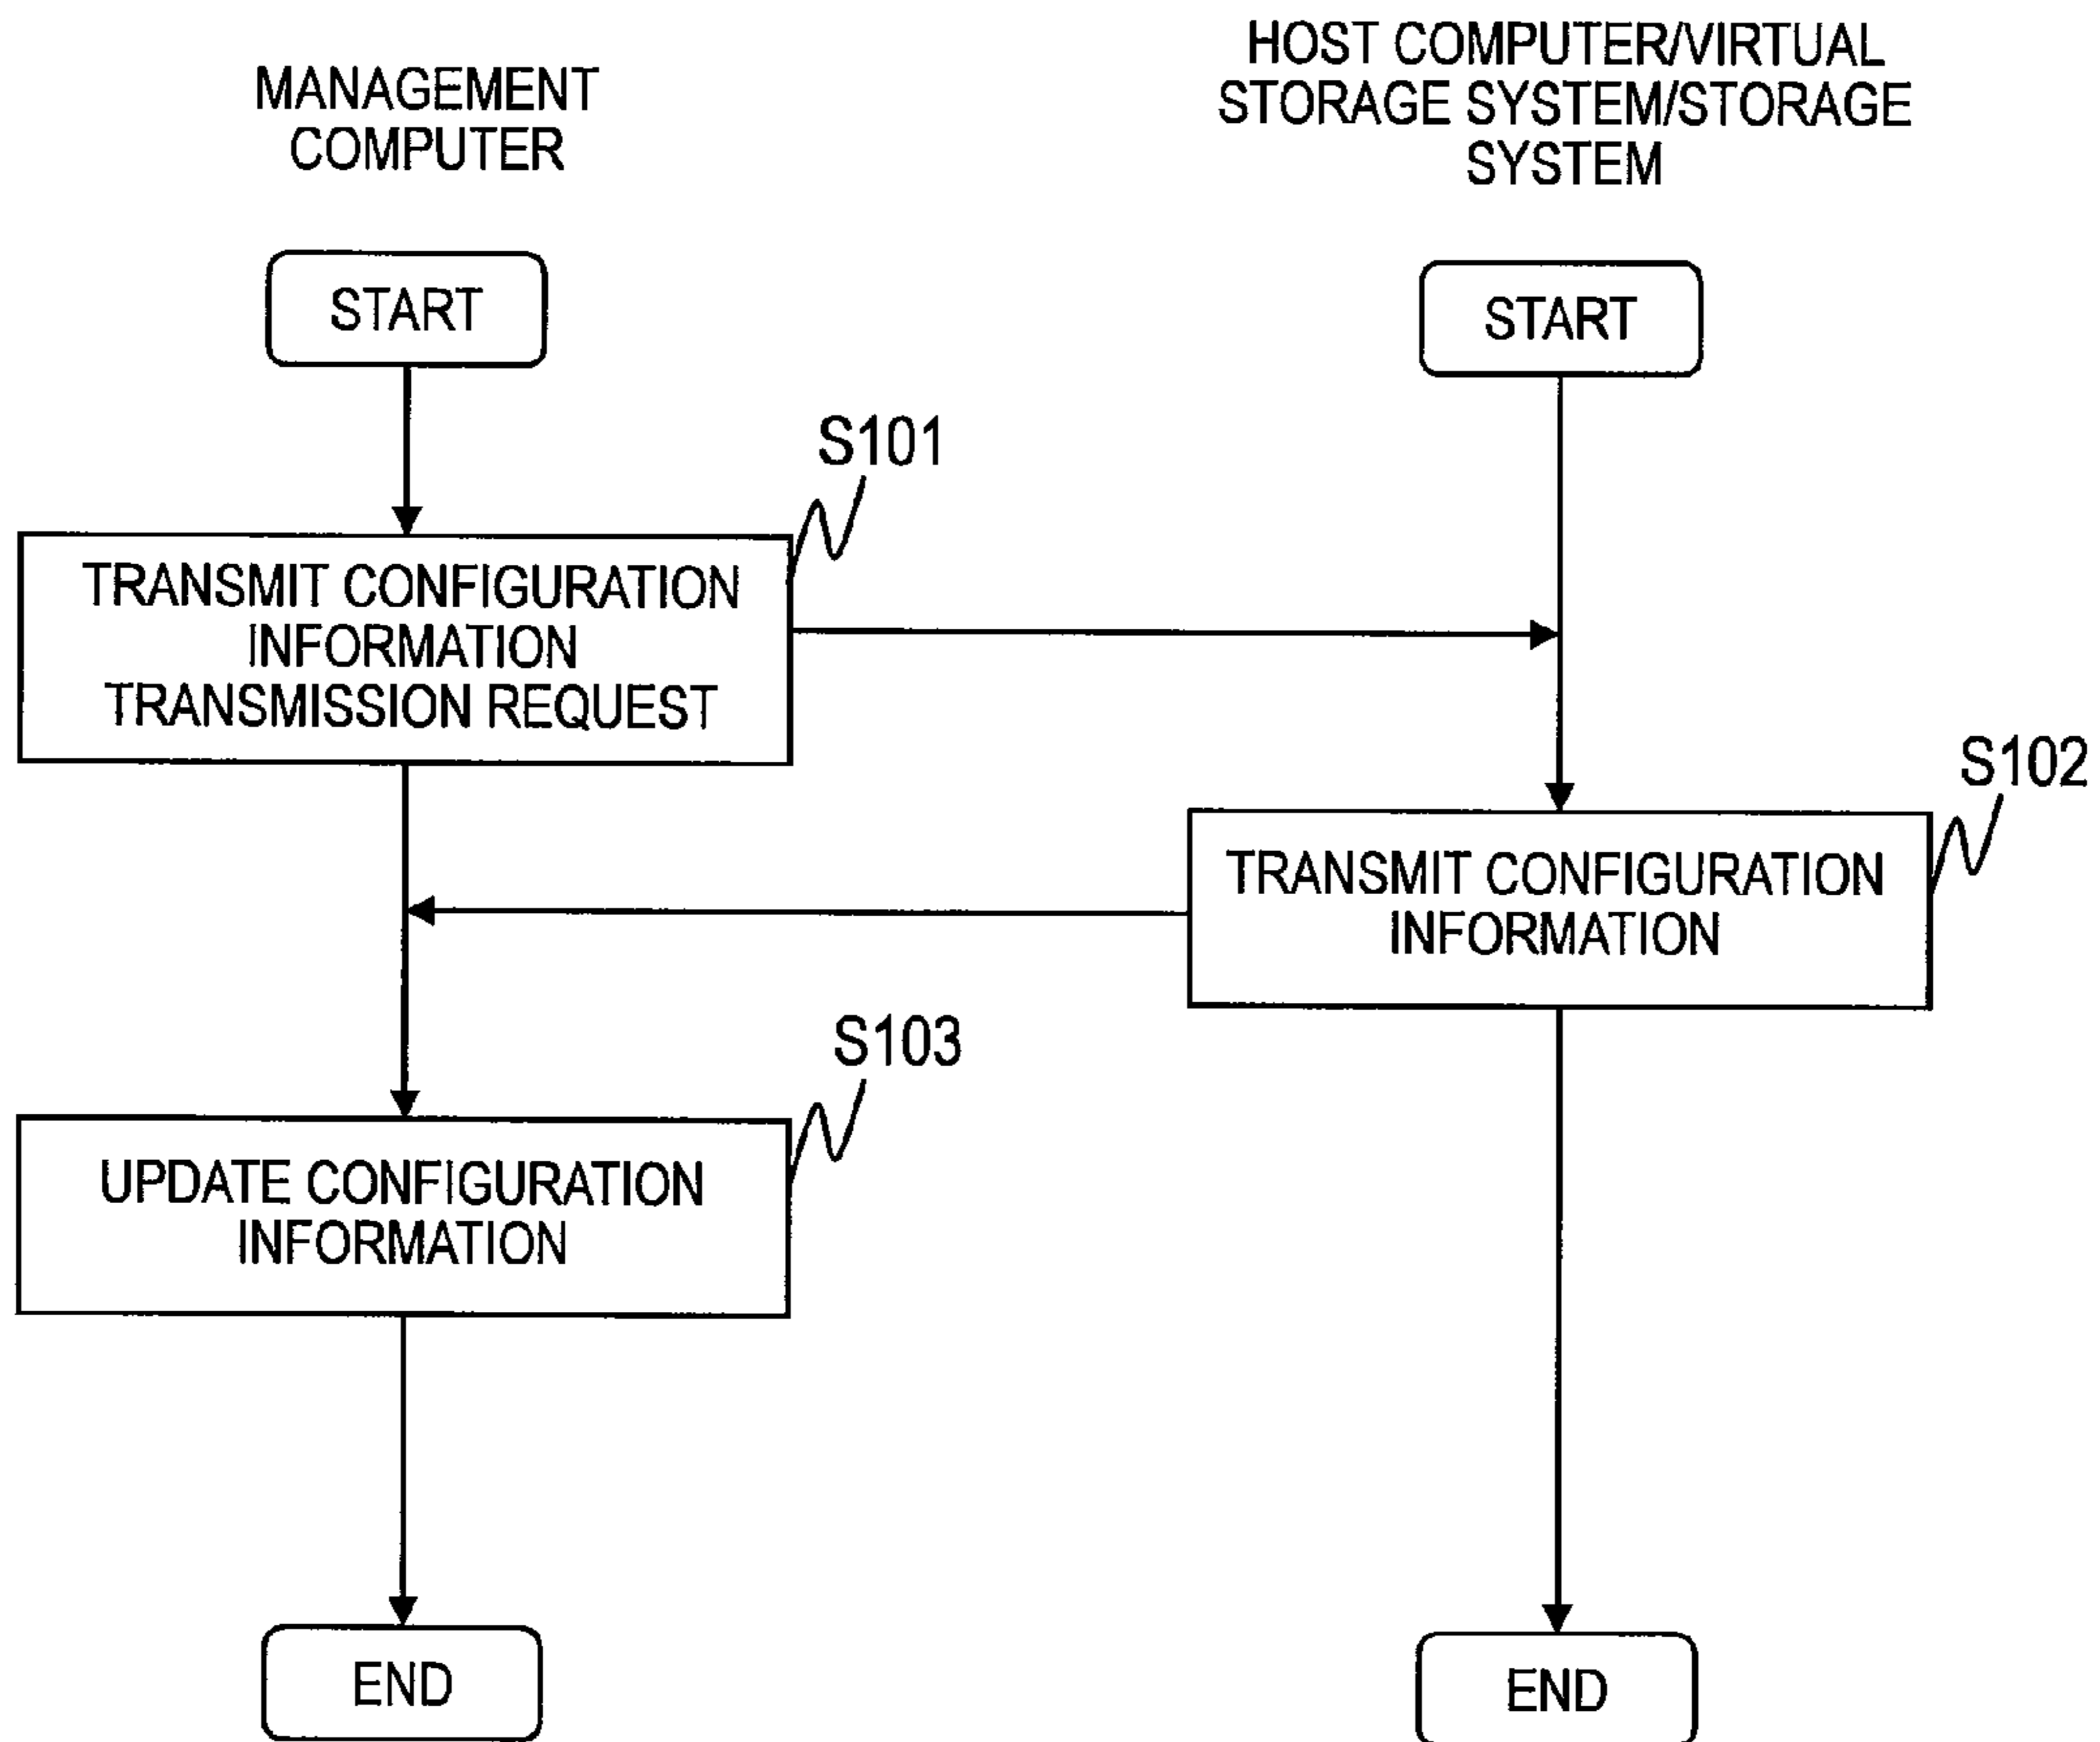 MANAGEMENT
COMPUTER
HOST COMPUTER/VIRTUAL
STORAGE SYSTEM/STORAGE
SYSTEM
START
START
S101
TRANSMIT CONFIGURATION
INFORMATION
TRANSMISSION REQUEST
S102
TRANSMIT CONFIGURATION
INFORMATION
S103
UPDATE CONFIGURATION
INFORMATION
END
END